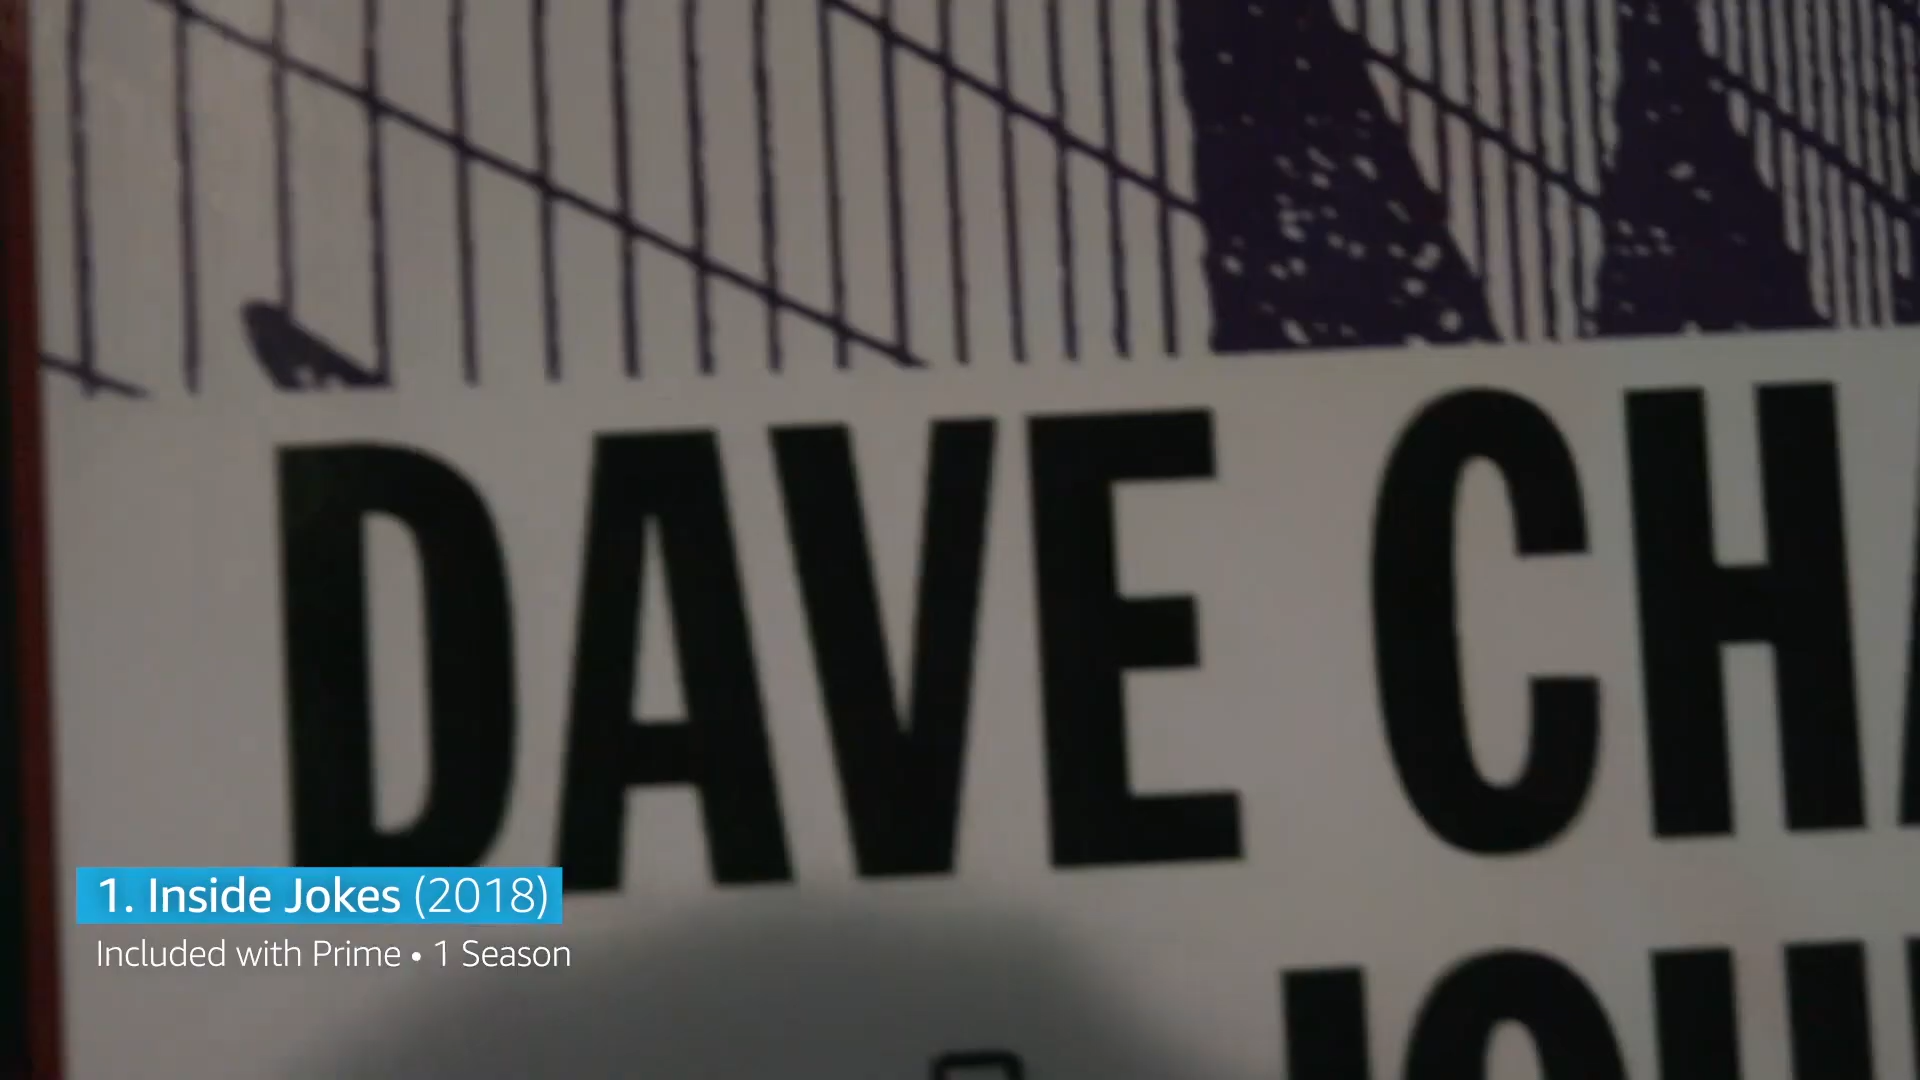 DAVE CH
1. Inside Jokes (2018)
Included with Prime • 1 Season